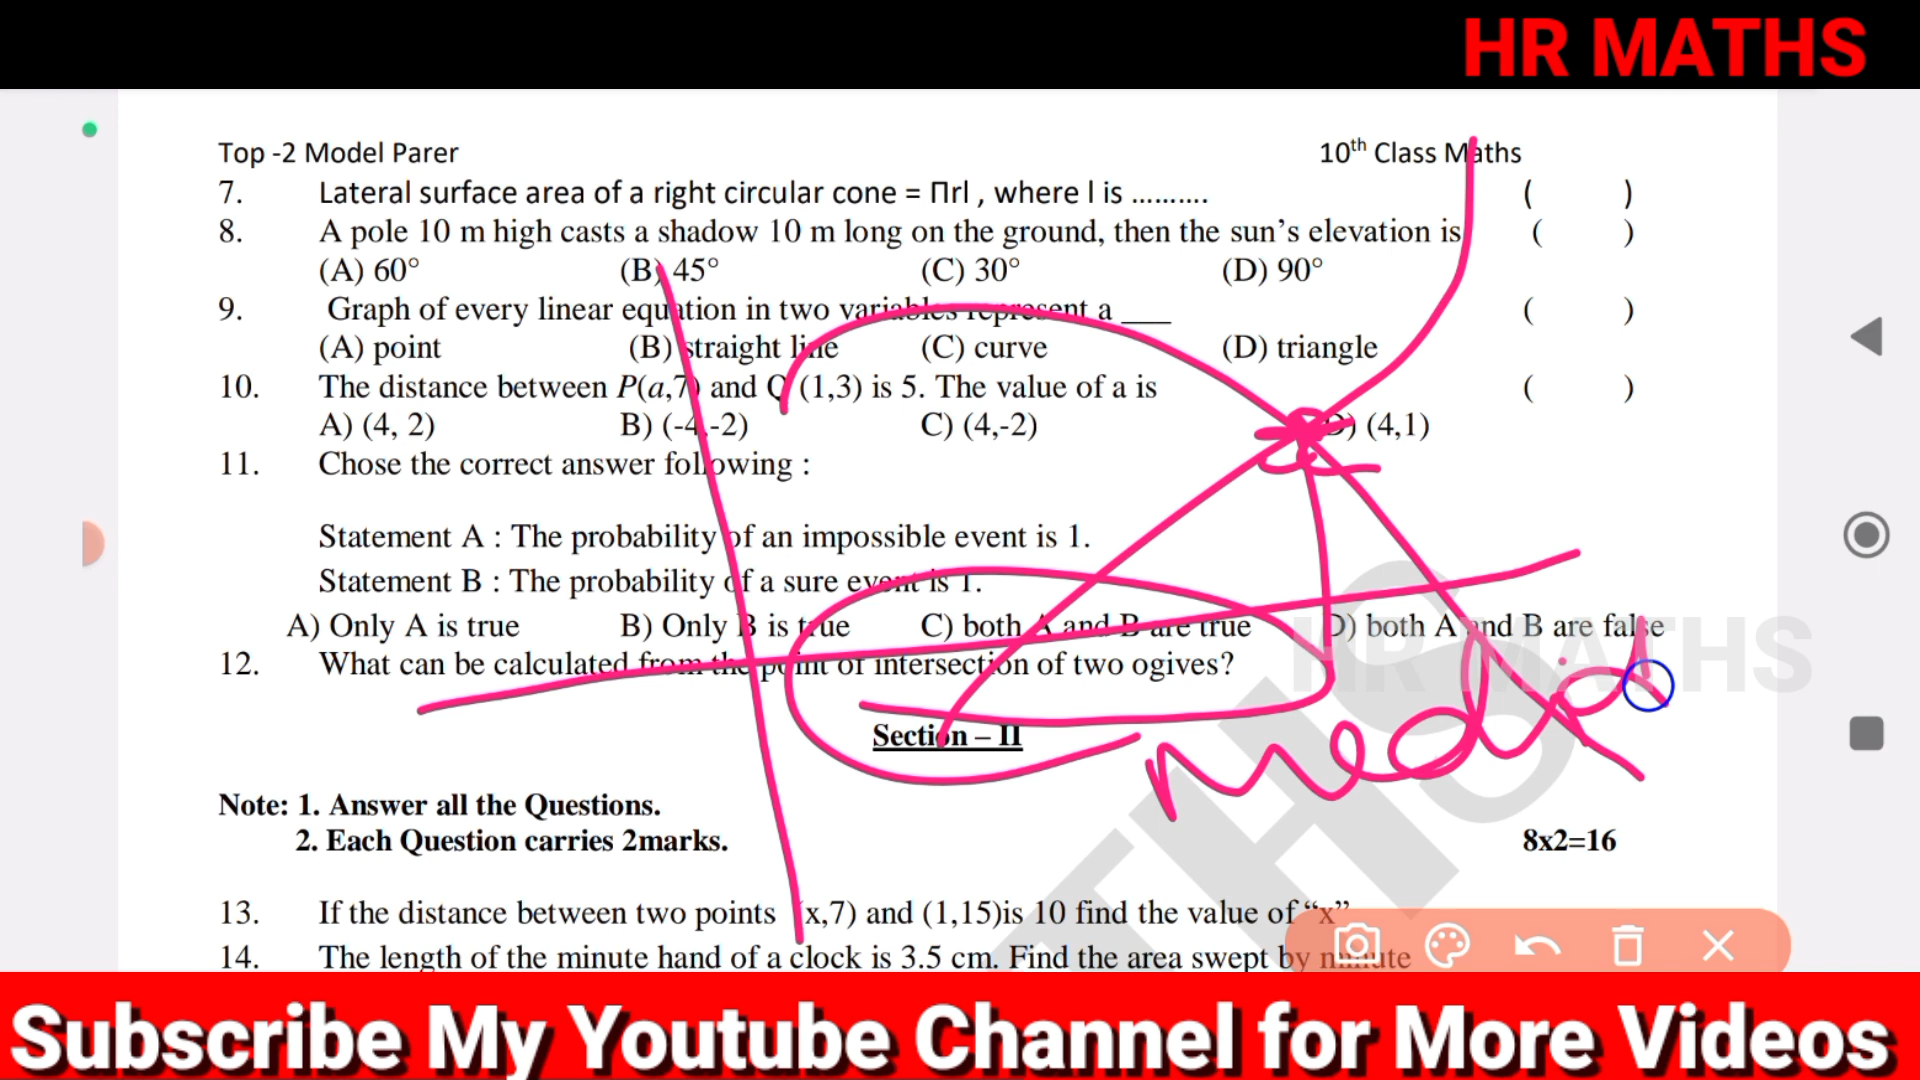 HR MATHS
Top -2 Model Parer 10th Class Maths
7. Lateral surface area of a right circular cone = Πrl , where l is .......... ( )
8. A pole 10 m high casts a shadow 10 m long on the ground, then the sun’s elevation is ( )
(A) 60° (B) 45° (C) 30° (D) 90°
9. Graph of every linear equation in two variables represent a ___ ( )
(A) point (B) straight line (C) curve (D) triangle
10. The distance between P(a,7) and Q (1,3) is 5. The value of a is ( )
A) (4, 2) B) (-4,-2) C) (4,-2) D) (4,1)
11. Chose the correct answer following :
Statement A : The probability of an impossible event is 1.
Statement B : The probability of a sure event is 1.
A) Only A is true B) Only B is true C) both A and B are true D) both A and B are false
12. What can be calculated from the point of intersection of two ogives?
HR MATHS
Section – II
Note: 1. Answer all the Questions.
2. Each Question carries 2marks. 8x2=16
13. If the distance between two points (x,7) and (1,15)is 10 find the value of “x”
14. The length of the minute hand of a clock is 3.5 cm. Find the area swept by minute
Subscribe My Youtube Channel for More Videos